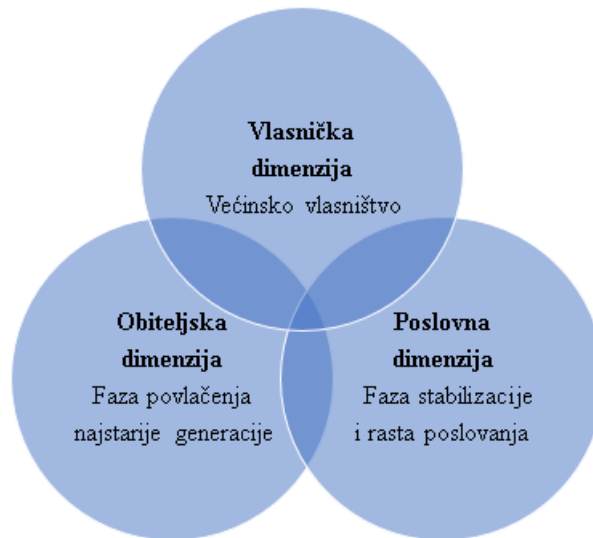 Vlasnička
dimenzija
Većinsko vlasništvo
Obiteljska
dimenzija
Faza povlačenja
najstarije generacije
Poslovna
dimenzija
Faza stabilizacije
i rasta poslovanja